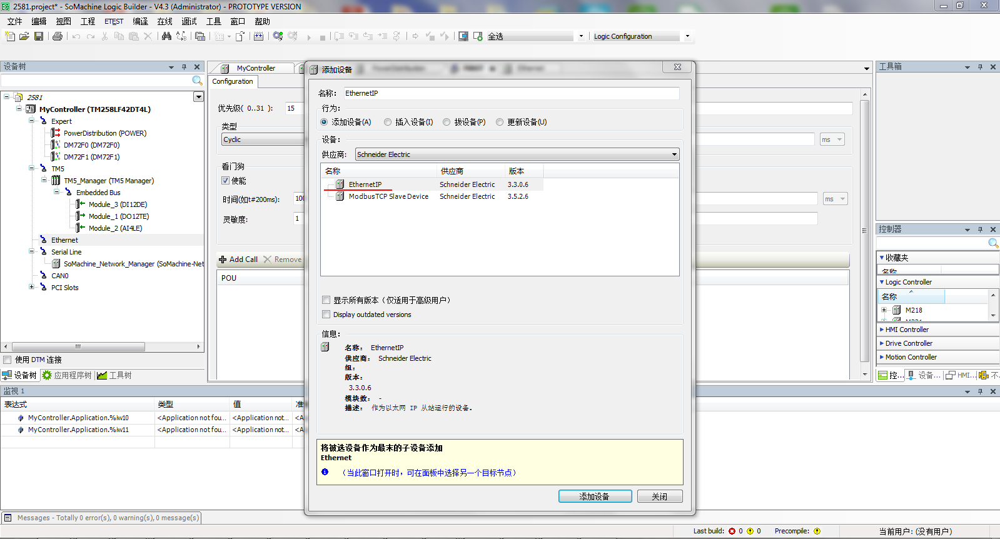 2581.project* - SoMachine Logic Builder - V4.3 (Administrator) - PROTOTYPE VERSION
文件 编辑 视图 工程 ETEST 编译 在线 调试 工具 窗口 帮助
全选 Logic Configuration
设备树
2581
MyController (TM258LF42DT4L)
Expert
PowerDistribution (POWER)
DM72F0 (DM72F0)
DM72F1 (DM72F1)
TM5
TM5_Manager (TM5 Manager)
Embedded Bus
Module_3 (DI12DE)
Module_1 (DO12TE)
Module_2 (AI4LE)
Ethernet
Serial Line
SoMachine_Network_Manager (SoMachine-Net
CAN0
PCI Slots
使用 DTM 连接
设备树 应用程序树 工具树
MyController
Configuration
优先级( 0..31 ): 15
类型
Cyclic
ms
看门狗
使能
时间(如t#200ms): 100
ms
灵敏度: 1
Add Call Remove
POU
添加设备
名称: EthernetIP
行为:
添加设备(A) 插入设备(I) 拔设备(P) 更新设备(U)
设备:
供应商: Schneider Electric
名称 供应商 版本
EthernetIP Schneider Electric 3.3.0.6
ModbusTCP Slave Device Schneider Electric 3.5.2.6
显示所有版本（仅适用于高级用户）
Display outdated versions
信息:
名称: EthernetIP
供应商: Schneider Electric
组:
版本:
3.3.0.6
模块数: -
描述: 作为以太网 IP 从站运行的设备.
将被选设备作为最末的子设备添加
Ethernet
（当此窗口打开时，可在面板中选择另一个目标节点）
添加设备 关闭
工具箱
控制器
收藏夹
名称
Logic Controller
名称
M218
HMI Controller
Drive Controller
Motion Controller
控... 设备... HMI... 不.
监视 1
表达式 类型 值 准
MyController.Application.%iw10 <Application not fou... <Application not... <A
MyController.Application.%iw11 <Application not fou... <Application not... <A
Messages - Totally 0 error(s), 0 warning(s), 0 message(s)
Last build: 0 0 Precompile: 当前用户: (没有用户)